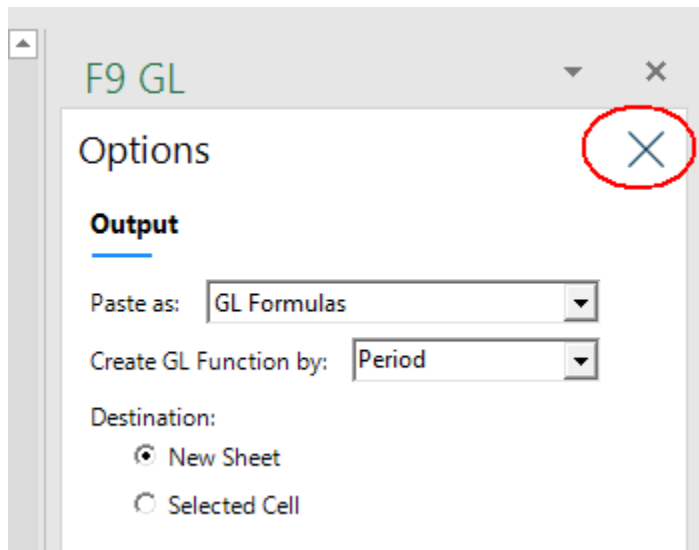 F9 GL
Options
Output
Paste as: GL Formulas
Create GL Function by: Period
Destination:
New Sheet
Selected Cell